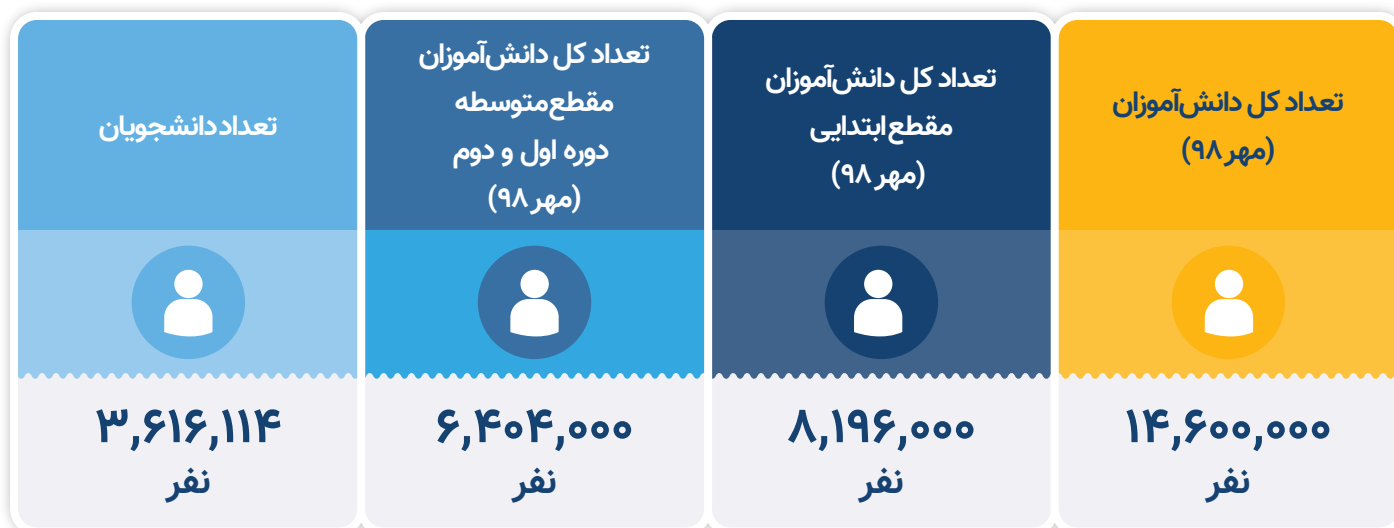 تعداد کل دانش‌آموزان
(مهر ۹۸)
۱۴,۶۰۰,۰۰۰
نفر
تعداد کل دانش‌آموزان
مقطع ابتدایی
(مهر ۹۸)
۸,۱۹۶,۰۰۰
نفر
تعداد کل دانش‌آموزان
مقطع متوسطه
دوره اول و دوم
(مهر ۹۸)
۶,۴۰۴,۰۰۰
نفر
تعداد دانشجویان
۳,۶۱۶,۱۱۴
نفر